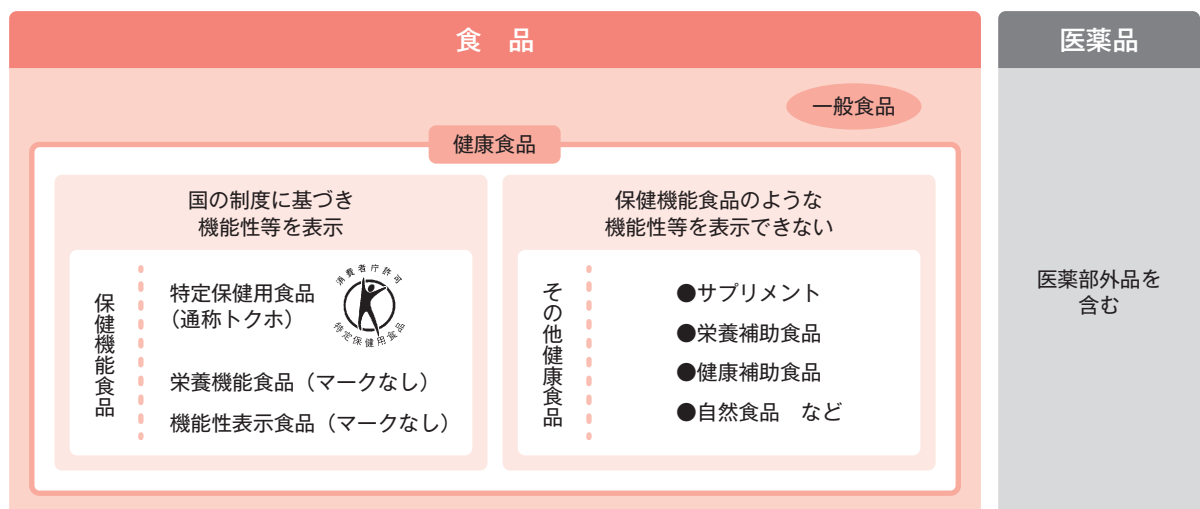 食　品
医薬品
一般食品
健康食品
国の制度に基づき
機能性等を表示
保健機能食品
特定保健用食品
（通称トクホ）
消費者庁許可
特定保健用食品
栄養機能食品（マークなし）
機能性表示食品（マークなし）
保健機能食品のような
機能性等を表示できない
その他健康食品
●サプリメント
●栄養補助食品
●健康補助食品
●自然食品　など
医薬部外品を
含む